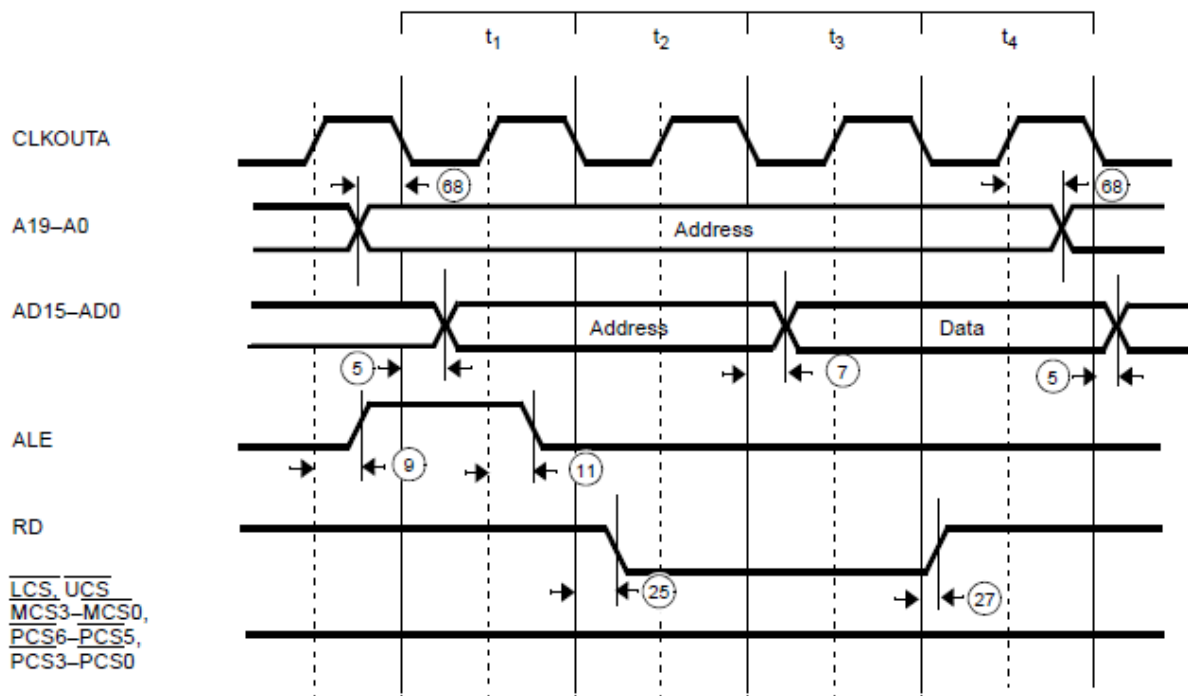 t1 t2 t3 t4
CLKOUTA
68 68
A19–A0 Address
AD15–AD0 Address Data
5 7 5
ALE
9 11
RD
25 27
LCS, UCS
MCS3–MCS0,
PCS6–PCS5,
PCS3–PCS0